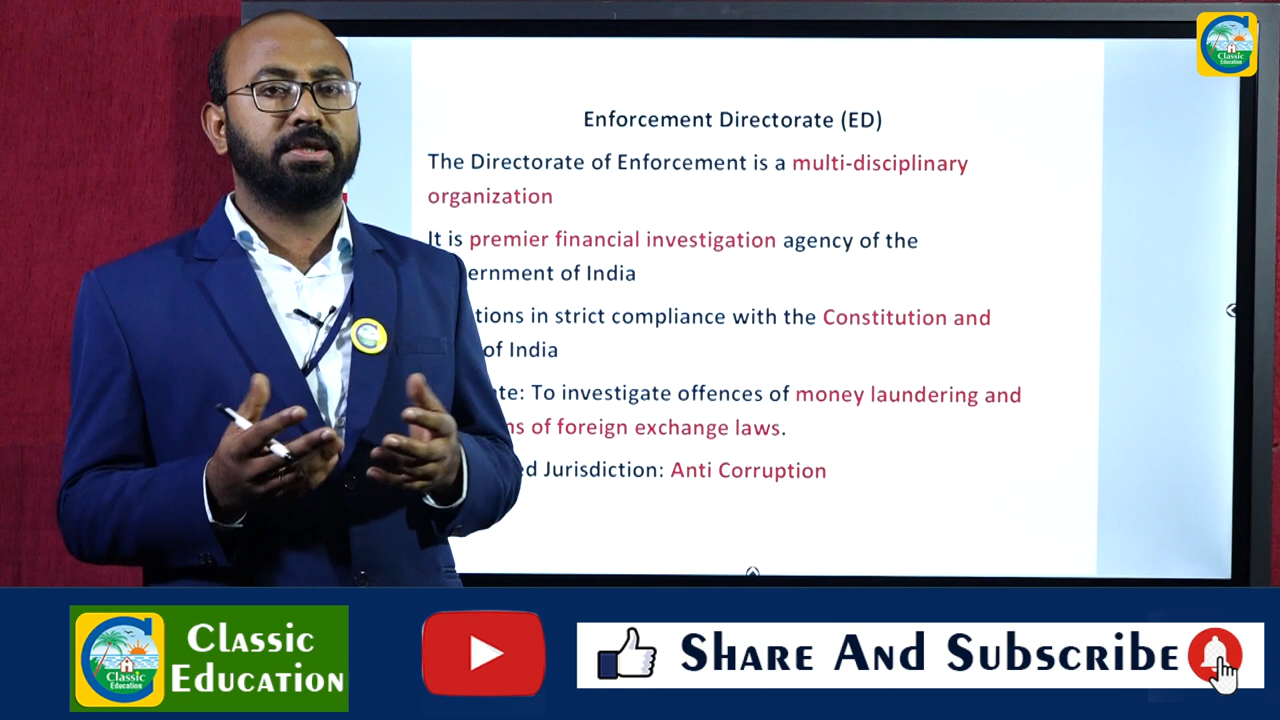 Classic
Education
Enforcement Directorate (ED)
The Directorate of Enforcement is a multi-disciplinary
organization
It is premier financial investigation agency of the
ernment of India
tions in strict compliance with the Constitution and
of India
te: To investigate offences of money laundering and
ns of foreign exchange laws.
ed Jurisdiction: Anti Corruption
Classic
Education
Classic
Education
Share And Subscribe